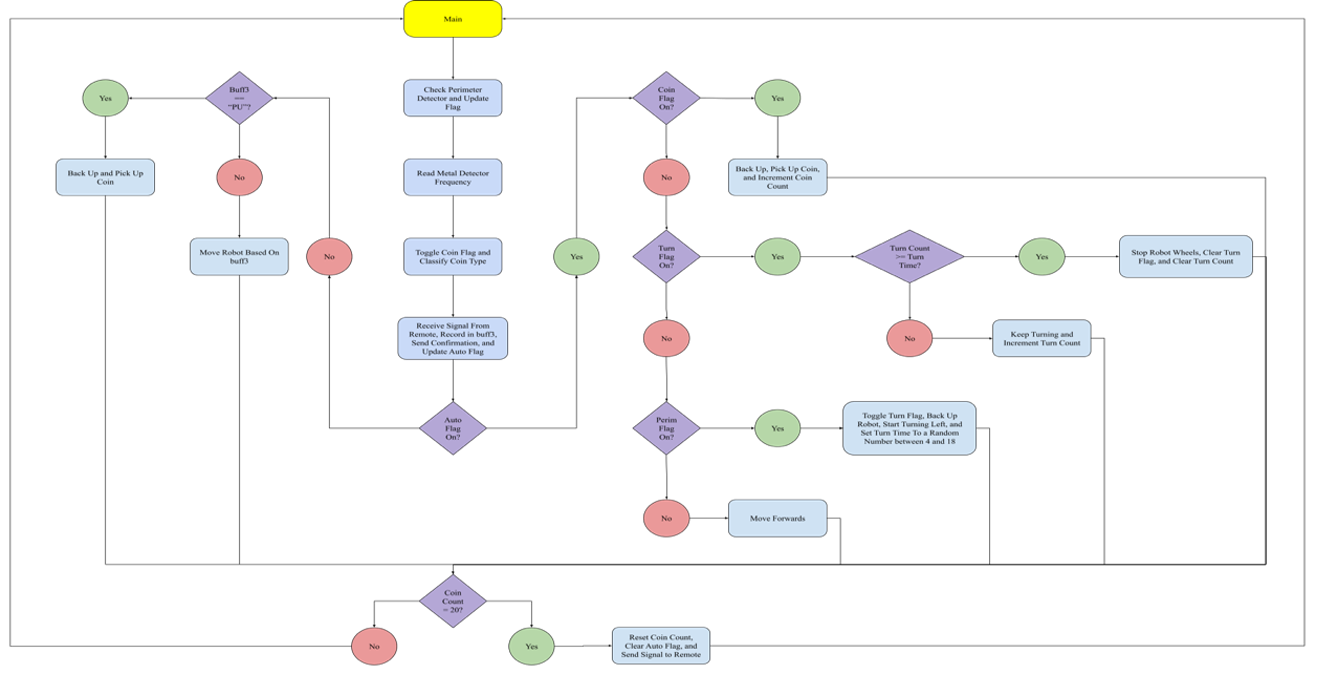 Main
Yes
Buff3
==
“PU”?
Check Perimeter
Detector and Update
Flag
Coin
Flag
On?
Yes
Back Up and Pick Up
Coin
No
Read Metal Detector
Frequency
No
Back Up, Pick Up Coin,
and Increment Coin
Count
Move Robot Based On
buff3
No
Toggle Coin Flag and
Classify Coin Type
Yes
Turn
Flag
On?
Yes
Turn Count
>= Turn
Time?
Yes
Stop Robot Wheels, Clear Turn
Flag, and Clear Turn Count
Receive Signal From
Remote, Record in buff3,
Send Confirmation, and
Update Auto Flag
No
No
Keep Turning and
Increment Turn Count
Auto
Flag
On?
Perim
Flag
On?
Yes
Toggle Turn Flag, Back Up
Robot, Start Turning Left, and
Set Turn Time To a Random
Number between 4 and 18
No
Move Forwards
Coin
Count
= 20?
No
Yes
Reset Coin Count,
Clear Auto Flag, and
Send Signal to Remote